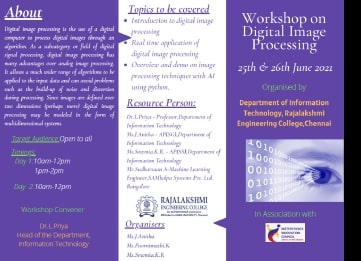 About
Digital image processing is the use of a digital
computer to process digital images through an
algorithm. As a subcategory or field of digital
signal processing, digital image processing has
many advantages over analog image processing.
It allows a much wider range of algorithms to be
applied to the input data and can avoid problems
such as the build-up of noise and distortion
during processing. Since images are defined over
two dimensions (perhaps more) digital image
processing may be modeled in the form of
multidimensional systems.
Target Audience:Open to all
Timings:
Day 1:10am-12pm
1pm-2pm
Day 2:10am-12pm
Workshop Convener
Dr.L.Priya
Head of the Department,
Information Technology
Topics to be covered
Introduction to digital image
processing
Real time application of
digital image processing
Overview and demo on image
processing techniques with AI
using python.
Resource Person:
Dr.L.Priya - Professor,Department of
Information Technology
Ms.J.Anitha - AP(SG),Department of
Information Technology
Ms.Sowmia.K.R. - AP(SS),Department of
Information Technology
Mr.Sudharssun A-Machine Learning
Engineer, Pvt. Ltd.
Bangalore
RAJALAKSHMI
ENGINEERING COLLEGE
Organisers
Ms.J.Anitha
Ms.Poornimathi.K
Ms.Sowmia.K.R
Workshop on
Digital Image
Processing
25th & 26th June 2021
Organised by
Department of Information
Technology, Rajalakshmi
Engineering College,Chennai
In Association with
INSTITUTION'S
INNOVATION
COUNCIL